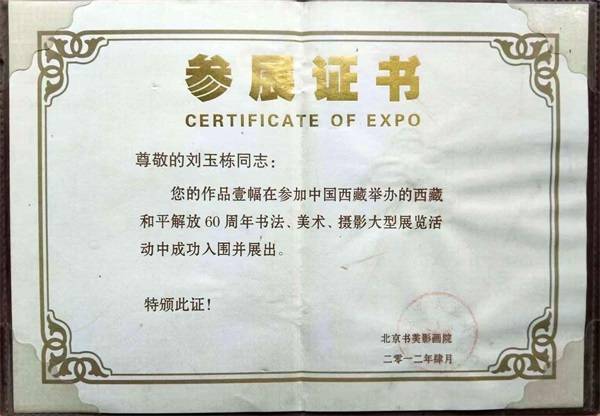 参展证书
CERTIFICATE OF EXPO
尊敬的刘玉栋同志：
您的作品壹幅在参加中国西藏举办的西藏
和平解放60周年书法、美术、摄影大型展览活
动中成功入围并展出。
特颁此证！
北京书美影画院
二零一二年肆月